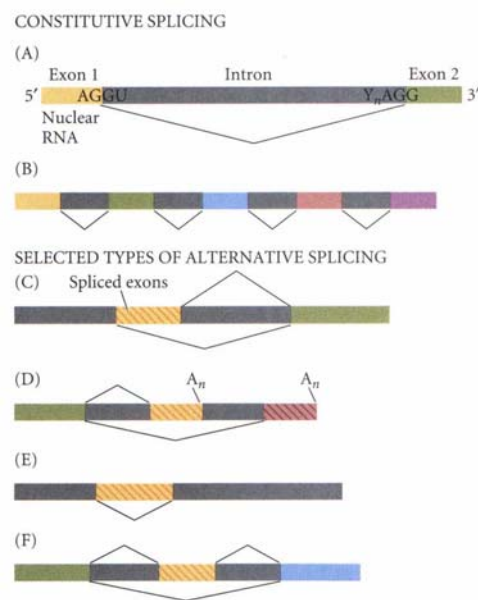 CONSTITUTIVE SPLICING
(A)
Exon 1 Intron Exon 2
5′ AGGU YnAGG 3′
Nuclear
RNA
(B)
SELECTED TYPES OF ALTERNATIVE SPLICING
(C)
Spliced exons
(D)
An An
(E)
(F)